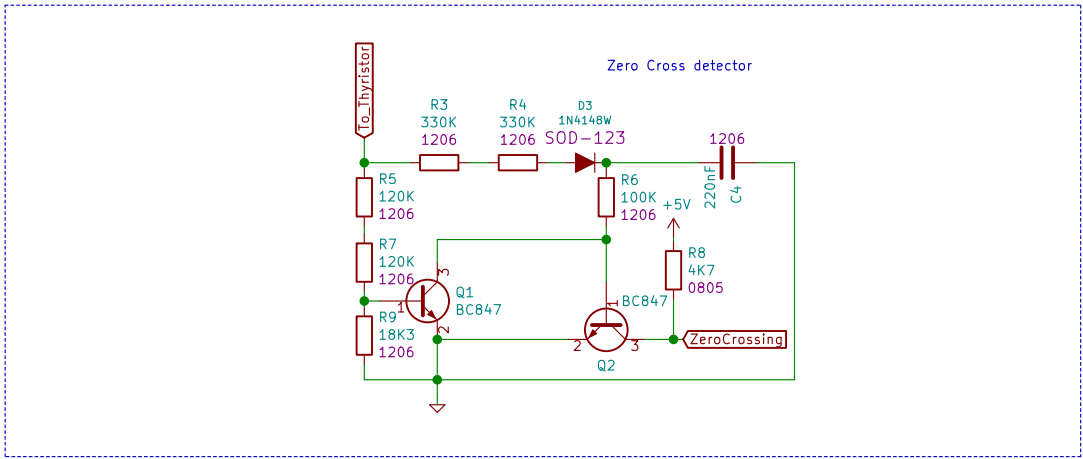 Zero Cross detector
To_Thyristor
R3
330K
1206
R4
330K
1206
D3
1N4148W
SOD-123
1206
220nF
C4
R5
120K
1206
R6
100K
1206
+5V
R7
120K
1206
R8
4K7
0805
3
1
2
Q1
BC847
BC847
1
2
3
Q2
R9
18K3
1206
ZeroCrossing